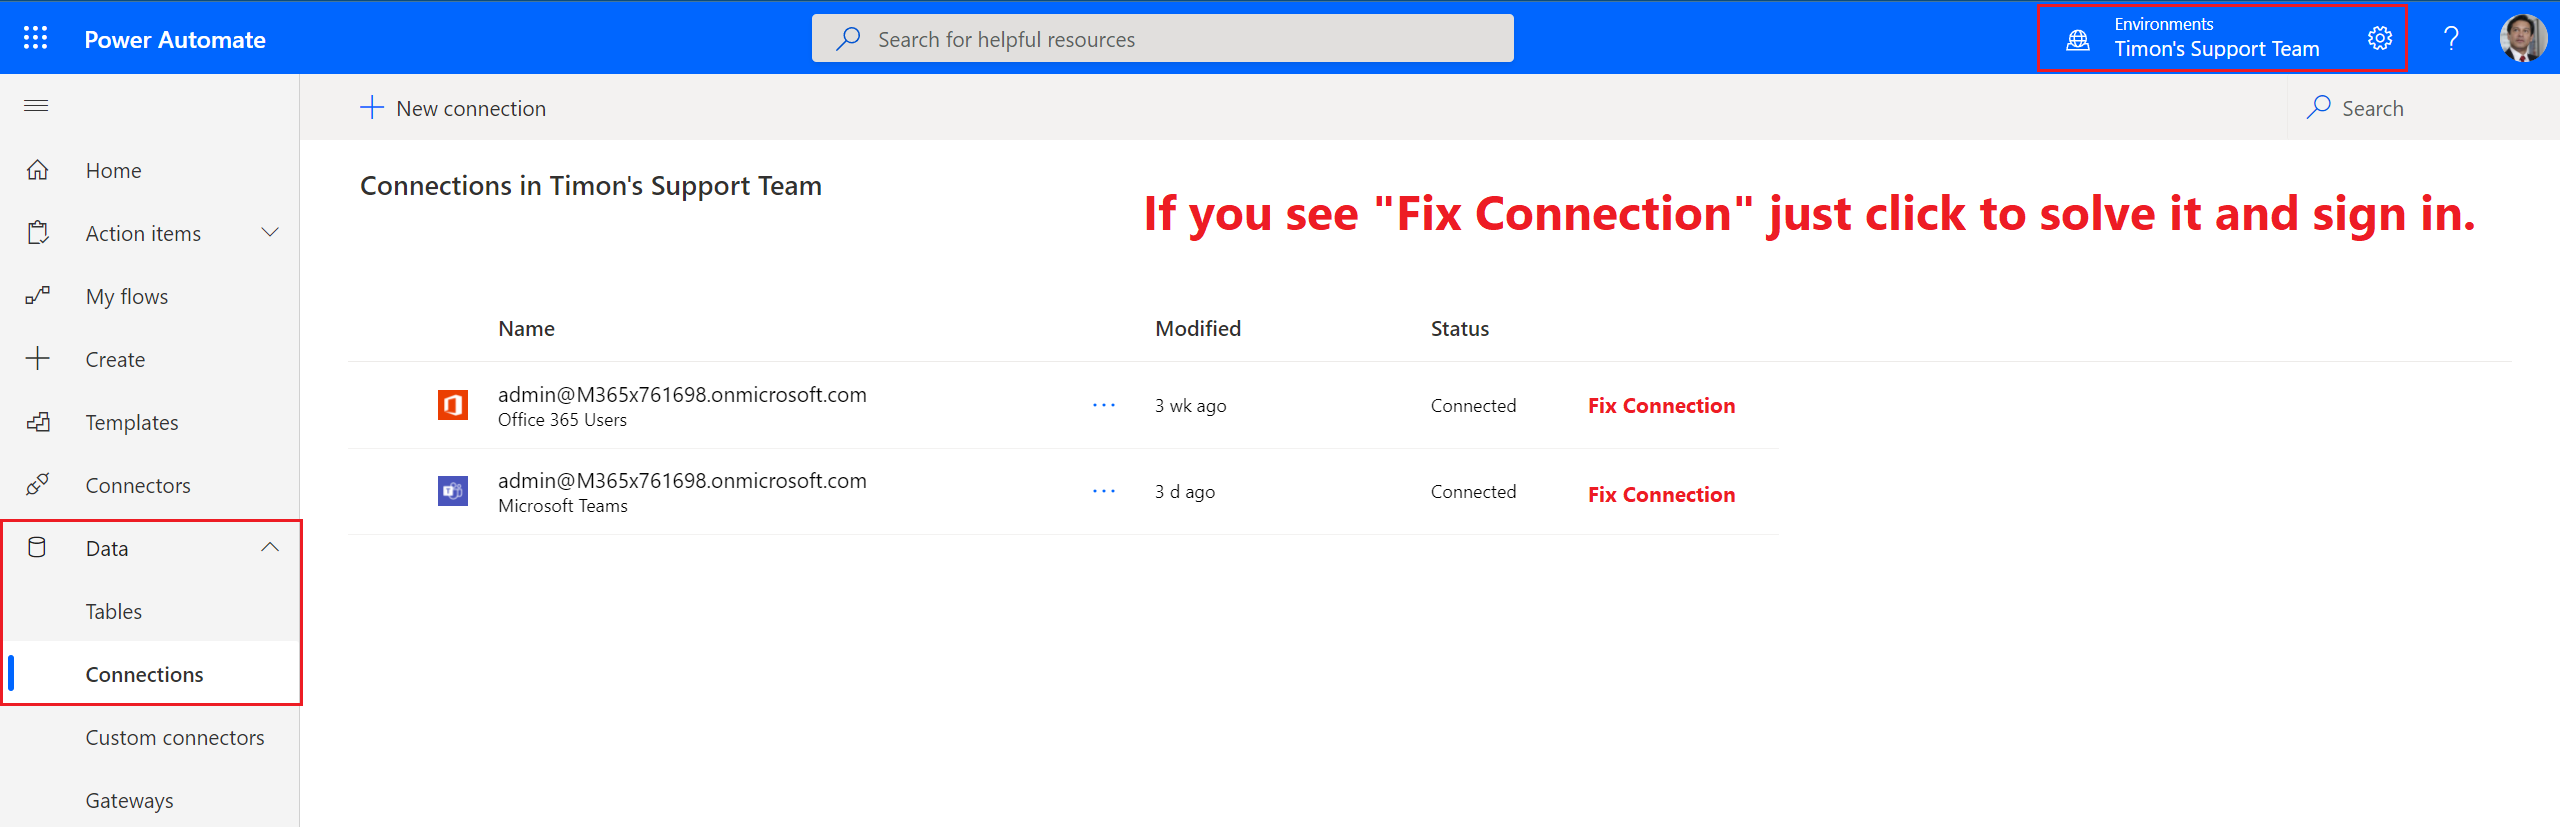 Power Automate
Search for helpful resources
Environments
Timon's Support Team
?
New connection
Search
Home
Action items
My flows
Create
Templates
Connectors
Data
Tables
Connections
Custom connectors
Gateways
Connections in Timon's Support Team
If you see "Fix Connection" just click to solve it and sign in.
Name Modified Status
admin@M365x761698.onmicrosoft.com
Office 365 Users
··· 3 wk ago Connected Fix Connection
admin@M365x761698.onmicrosoft.com
Microsoft Teams
··· 3 d ago Connected Fix Connection